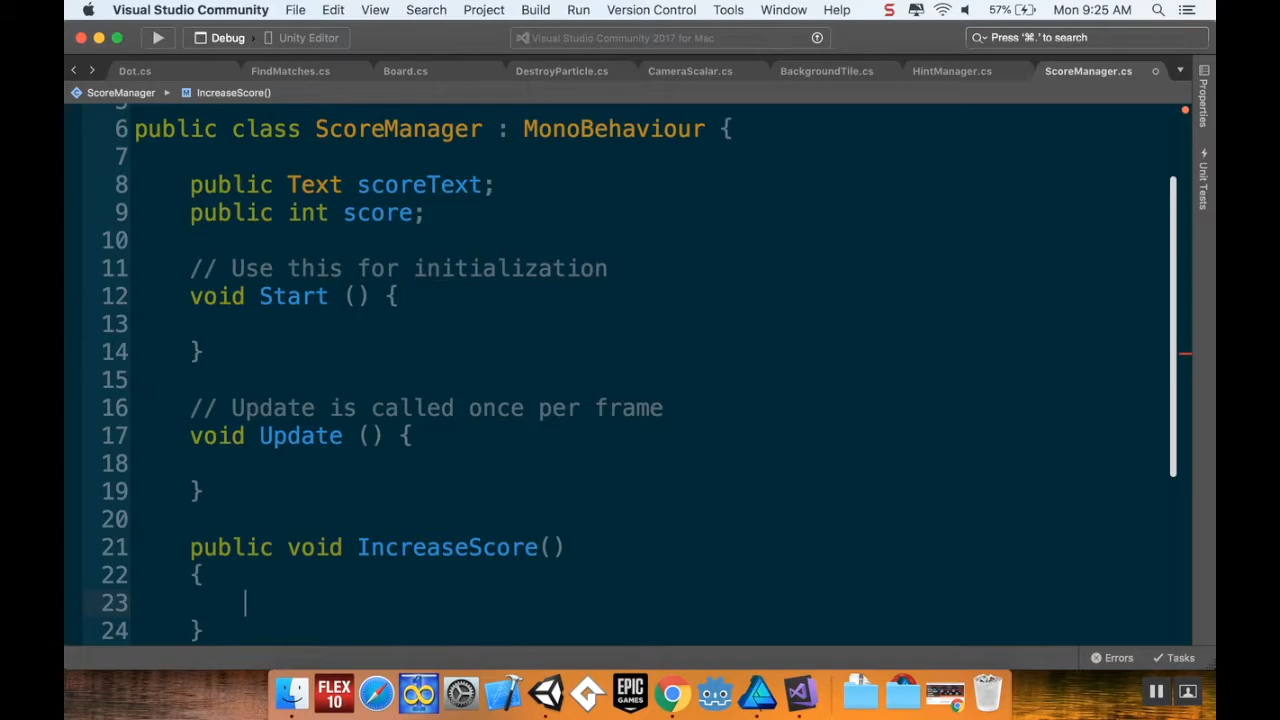 Visual Studio Community File Edit View Search Project Build Run Version Control Tools Window Help S 57% Mon 9:25 AM
Debug Unity Editor Visual Studio Community 2017 for Mac Press '⌘.' to search
Dot.cs FindMatches.cs Board.cs DestroyParticle.cs CameraScalar.cs BackgroundTile.cs HintManager.cs ScoreManager.cs
ScoreManager IncreaseScore()
Properties
Unit Tests
6 public class ScoreManager : MonoBehaviour {
7
8 public Text scoreText;
9 public int score;
10
11 // Use this for initialization
12 void Start () {
13
14 }
15
16 // Update is called once per frame
17 void Update () {
18
19 }
20
21 public void IncreaseScore()
22 {
23
24 }
Errors Tasks
FLEX
10
EPIC
GAMES